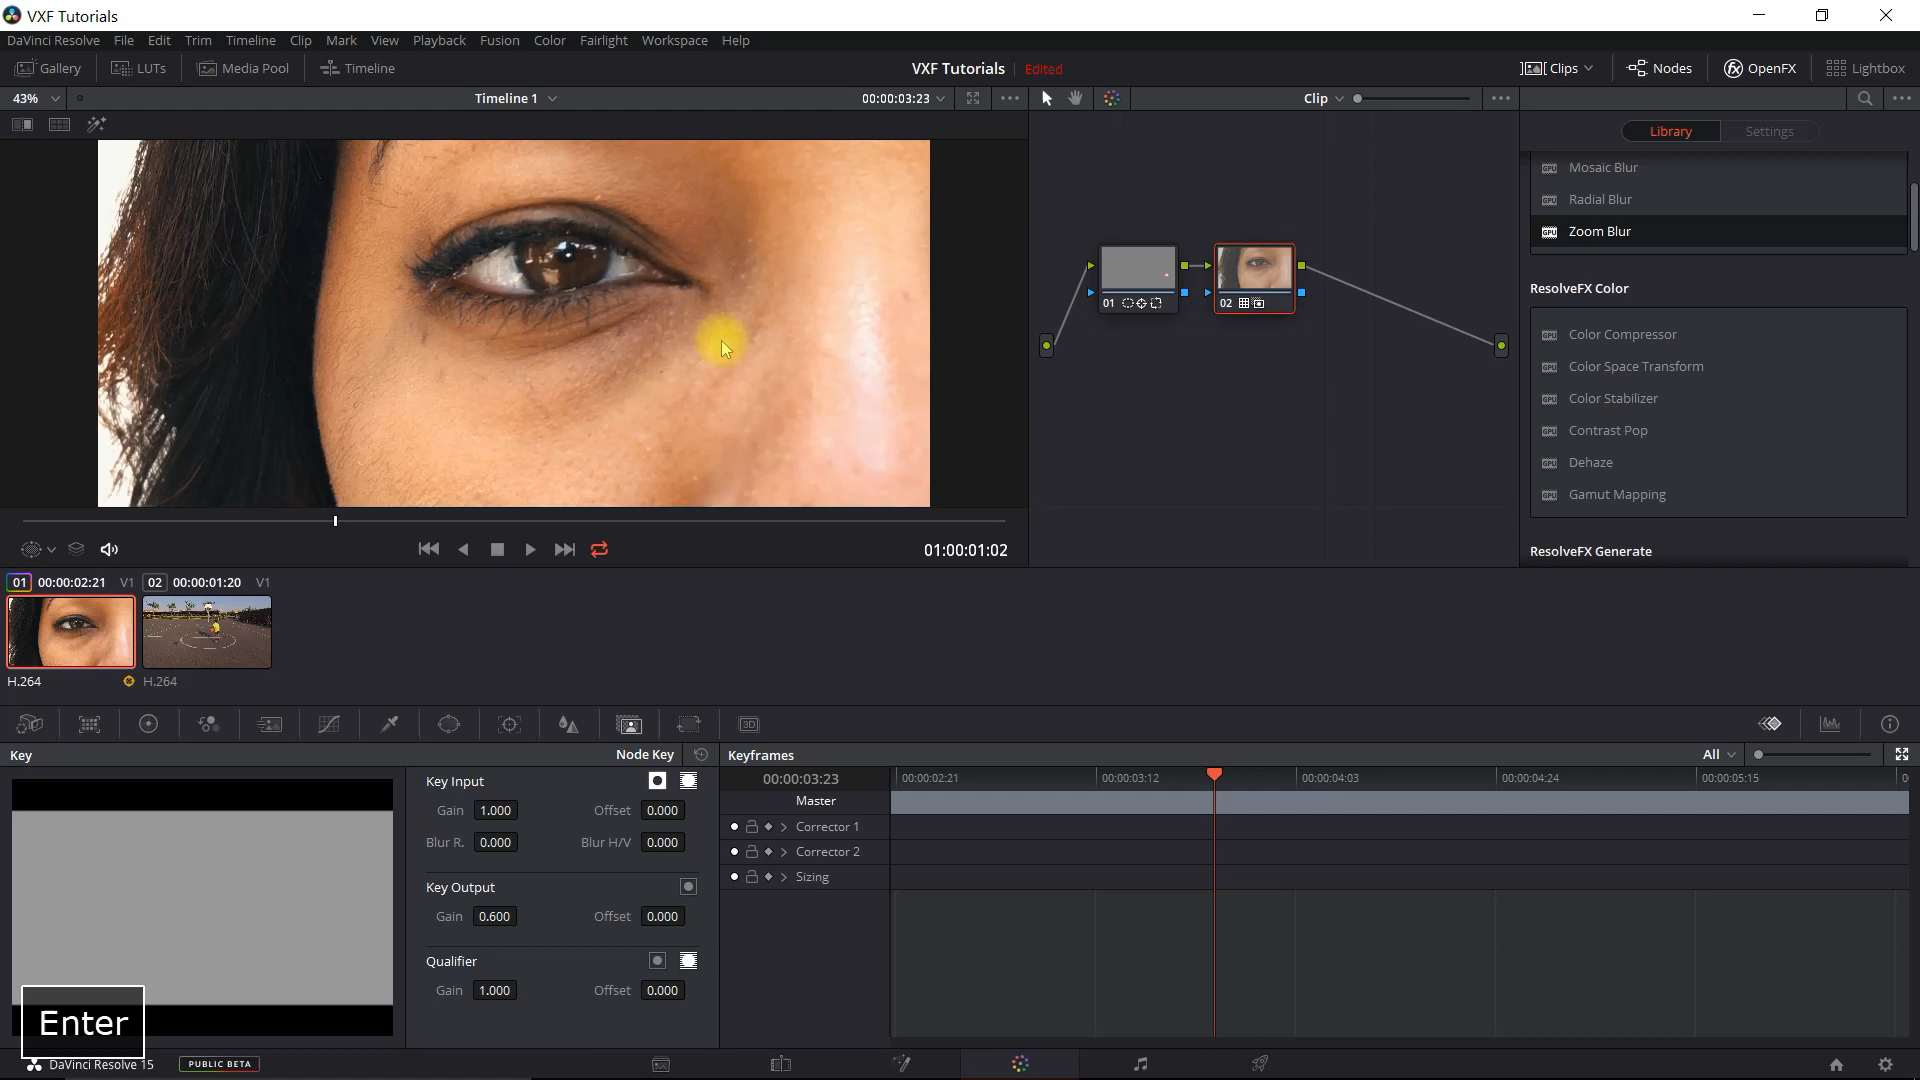 VXF Tutorials
DaVinci Resolve File Edit Trim Timeline Clip Mark View Playback Fusion Color Fairlight Workspace Help
Gallery LUTs Media Pool Timeline VXF Tutorials Edited Clips Nodes OpenFX Lightbox
43% Timeline 1 00:00:03:23 Clip
Library Settings
Mosaic Blur
Radial Blur
Zoom Blur
ResolveFX Color
Color Compressor
Color Space Transform
Color Stabilizer
Contrast Pop
Dehaze
Gamut Mapping
ResolveFX Generate
01
02
01:00:01:02
01 00:00:02:21 V1 02 00:00:01:20 V1
H.264 H.264
3D
Key Node Key Keyframes All
Key Input
Gain 1.000 Offset 0.000
Blur R. 0.000 Blur H/V 0.000
Key Output
Gain 0.600 Offset 0.000
Qualifier
Gain 1.000 Offset 0.000
00:00:03:23 00:00:02:21 00:00:03:12 00:00:04:03 00:00:04:24 00:00:05:15
Master
Corrector 1
Corrector 2
Sizing
Enter
DaVinci Resolve 15 PUBLIC BETA